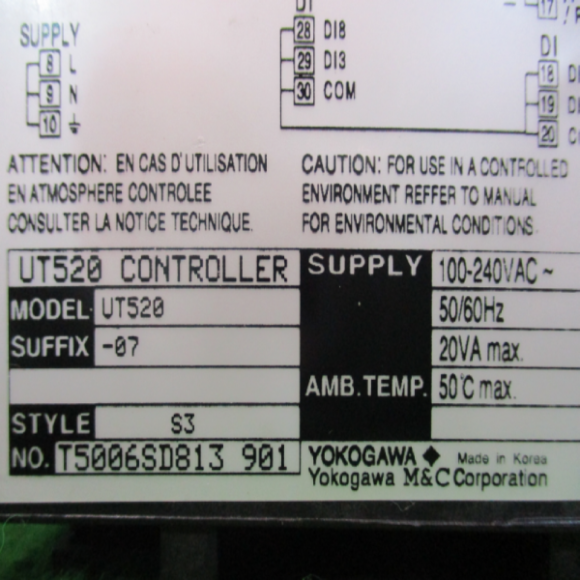 SUPPLY
8 L
9 N
10
DI
28 DI8
29 DI3
30 COM
17
DI
18
19
20
ATTENTION: EN CAS D'UTILISATION
EN ATMOSPHERE CONTROLEE
CONSULTER LA NOTICE TECHNIQUE.
CAUTION: FOR USE IN A CONTROLLED
ENVIRONMENT REFFER TO MANUAL
FOR ENVIRONMENTAL CONDITIONS.
UT520 CONTROLLER
MODEL UT520
SUFFIX -07
STYLE S3
NO. T5006SD813 901
SUPPLY 100-240VAC ~
50/60Hz
20VA max.
AMB.TEMP. 50°C max.
YOKOGAWA ◆ Made in Korea
Yokogawa M&C Corporation